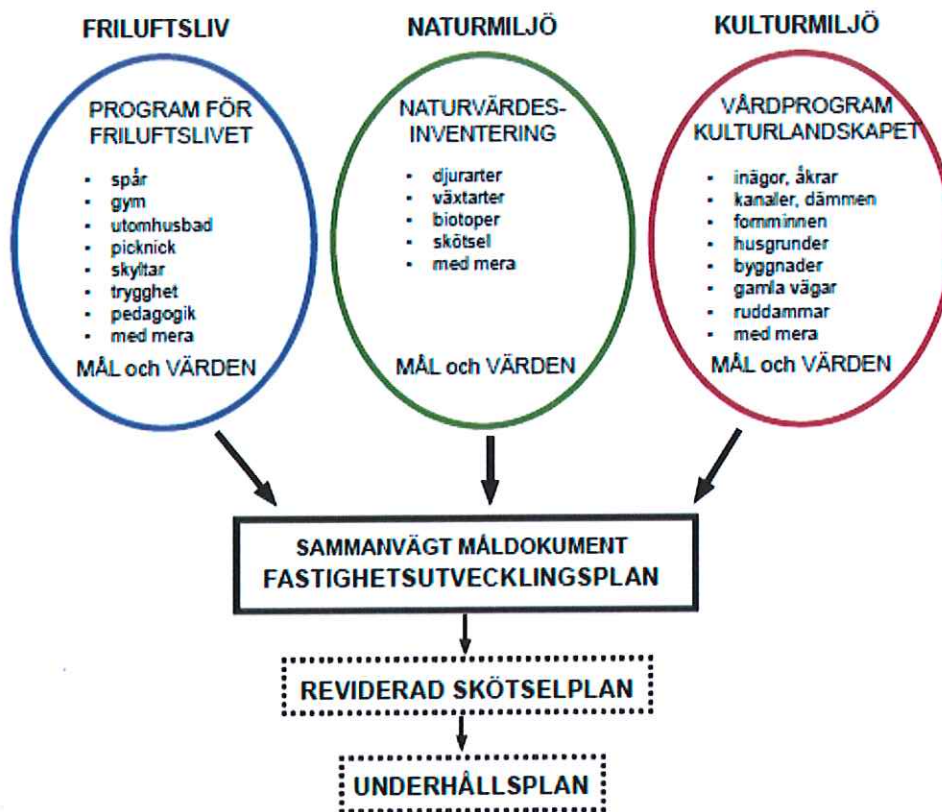 FRILUFTSLIV
PROGRAM FÖR
FRILUFTSLIVET
• spår
• gym
• utomhusbad
• picknick
• skyltar
• trygghet
• pedagogik
• med mera
MÅL och VÄRDEN
NATURMILJÖ
NATURVÄRDES-
INVENTERING
• djurarter
• växtarter
• biotoper
• skötsel
• med mera
MÅL och VÄRDEN
KULTURMILJÖ
VÅRDPROGRAM
KULTURLANDSKAPET
• inägor, åkrar
• kanaler, dämmen
• fornminnen
• husgrunder
• byggnader
• gamla vägar
• ruddammar
• med mera
MÅL och VÄRDEN
SAMMANVÄGT MÅLDOKUMENT
FASTIGHETSUTVECKLINGSPLAN
REVIDERAD SKÖTSELPLAN
UNDERHÅLLSPLAN